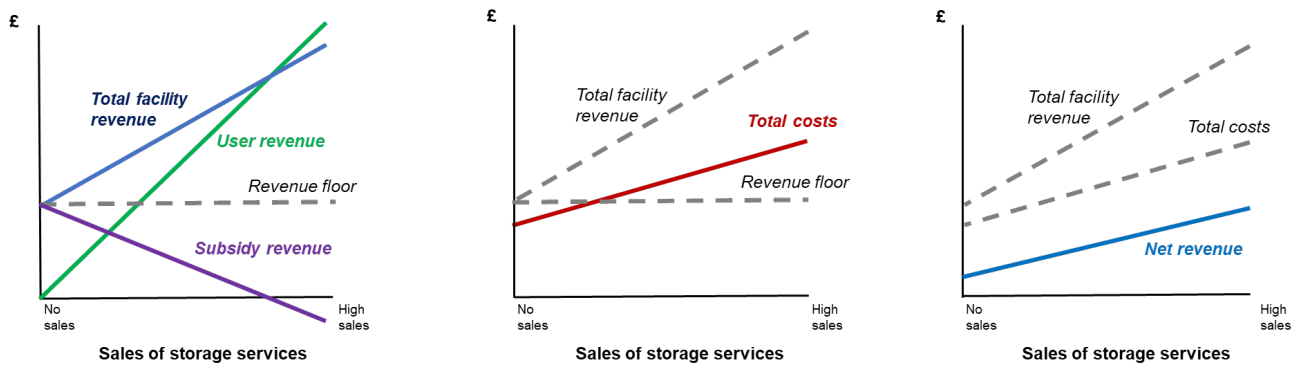 £
Total facility
revenue
User revenue
Revenue floor
Subsidy revenue
No
sales
High
sales
Sales of storage services
£
Total facility
revenue
Total costs
Revenue floor
No
sales
High
sales
Sales of storage services
£
Total facility
revenue
Total costs
Net revenue
No
sales
High
sales
Sales of storage services